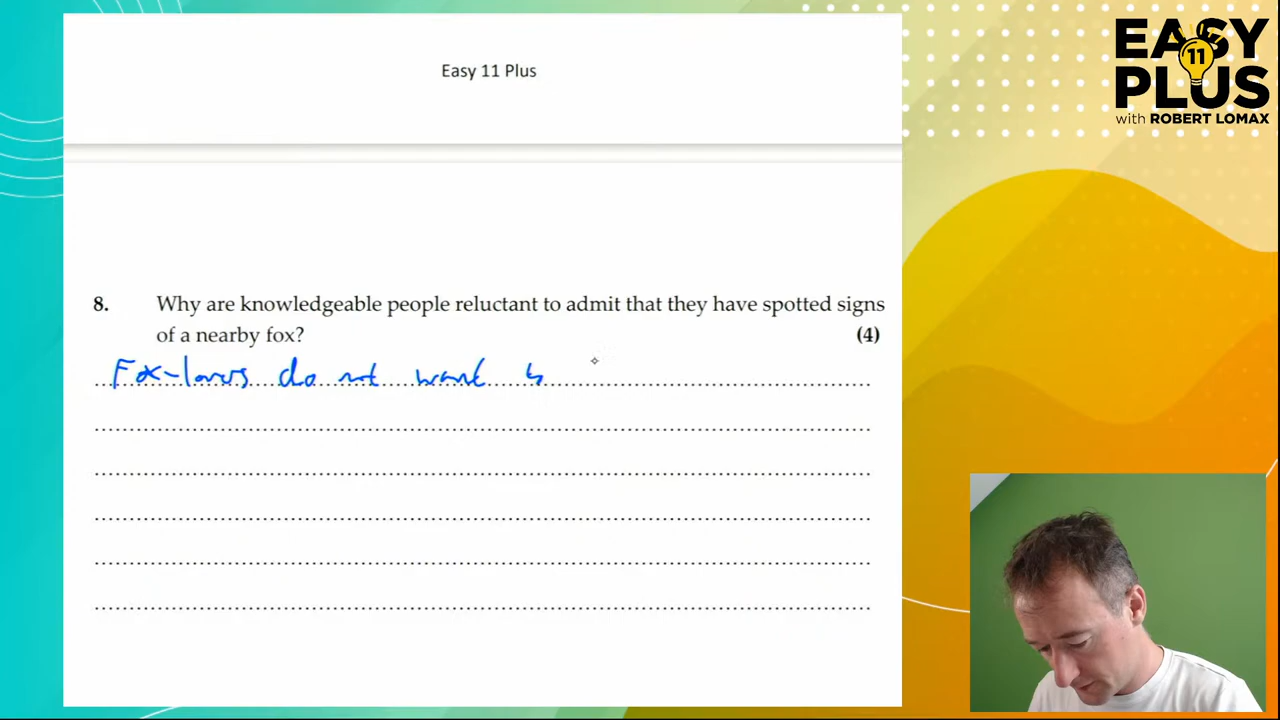 Easy 11 Plus
EASY
11
PLUS
with ROBERT LOMAX
8. Why are knowledgeable people reluctant to admit that they have spotted signs
of a nearby fox? (4)
Fox-lovers do not want to